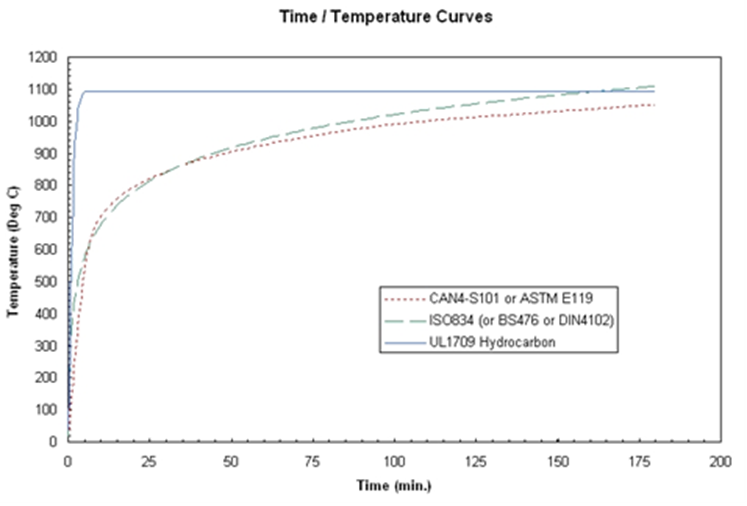 Time / Temperature Curves
1200
1100
1000
900
800
700
600
500
400
300
200
100
0
Temperature (Deg C)
CAN4-S101 or ASTM E119
ISO834 (or BS476 or DIN4102)
UL1709 Hydrocarbon
0 25 50 75 100 125 150 175 200
Time (min.)